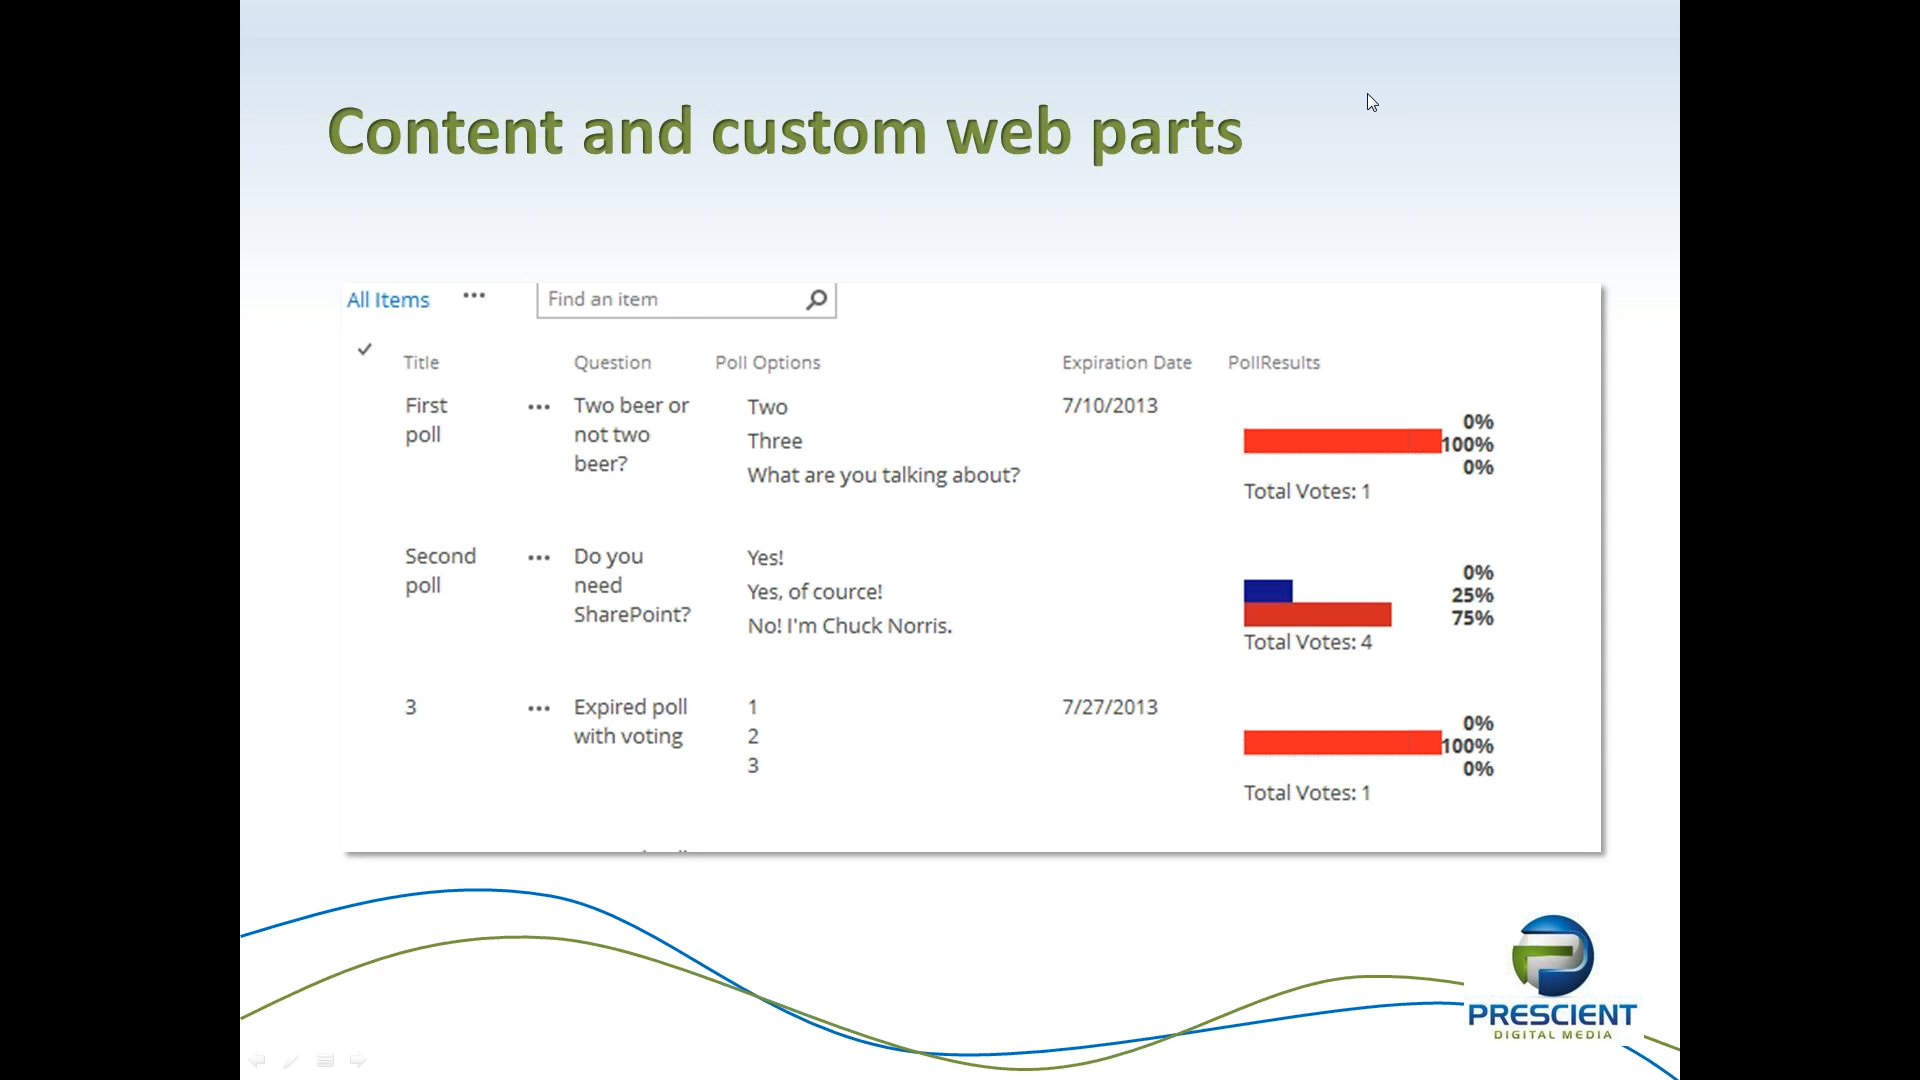 Content and custom web parts
All Items ... Find an item
Title Question Poll Options Expiration Date PollResults
First poll ... Two beer or not two beer? 7/10/2013
Two
Three
What are you talking about?
0%
100%
0%
Total Votes: 1
Second poll ... Do you need SharePoint?
Yes!
Yes, of cource!
No! I'm Chuck Norris.
0%
25%
75%
Total Votes: 4
3 ... Expired poll with voting 7/27/2013
1
2
3
0%
100%
0%
Total Votes: 1
PRESCIENT
DIGITAL MEDIA